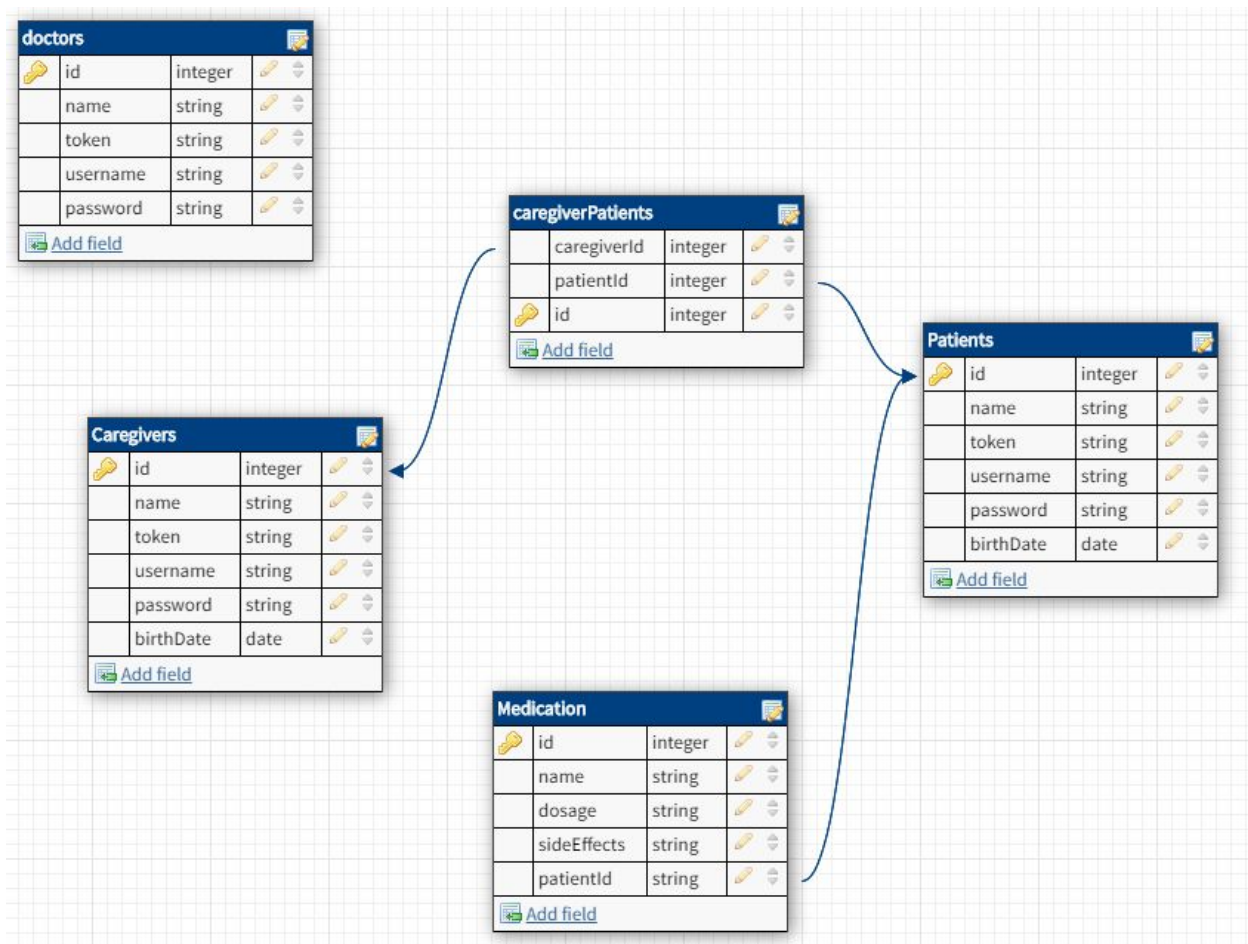 doctors
id integer
name string
token string
username string
password string
Add field
caregiverPatients
caregiverId integer
patientId integer
id integer
Add field
Patients
id integer
name string
token string
username string
password string
birthDate date
Add field
Caregivers
id integer
name string
token string
username string
password string
birthDate date
Add field
Medication
id integer
name string
dosage string
sideEffects string
patientId string
Add field